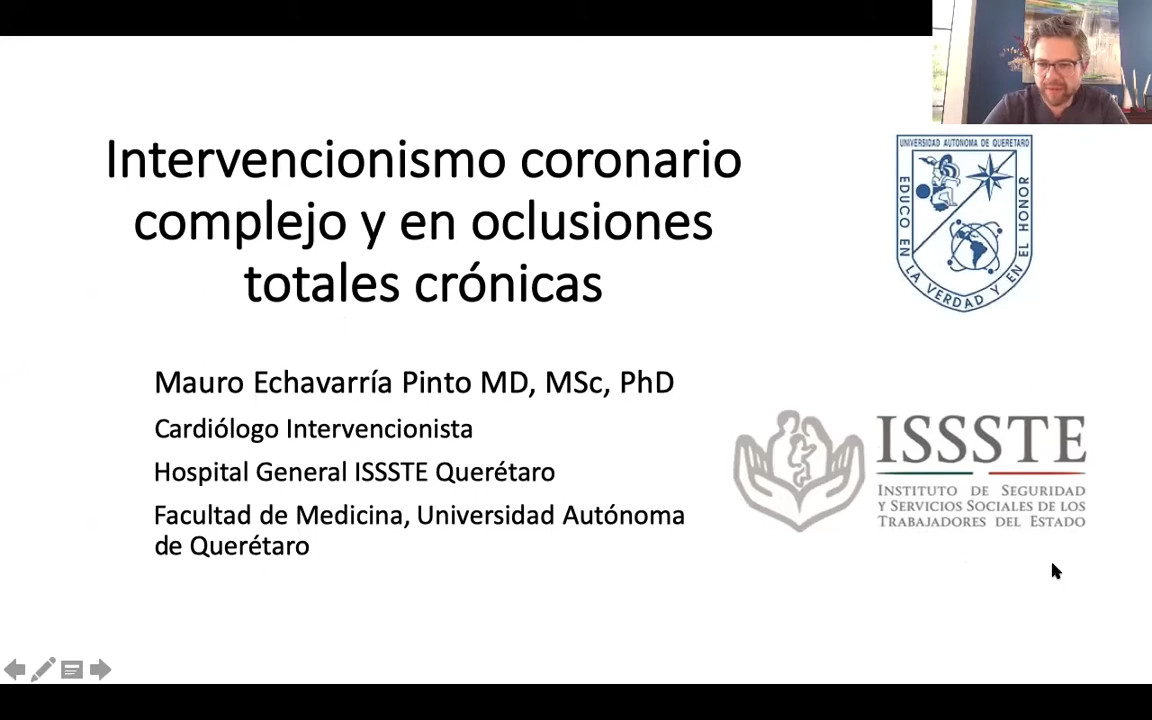 Intervencionismo coronario
complejo y en oclusiones
totales crónicas
UNIVERSIDAD AUTÓNOMA DE QUERÉTARO
EDUCO EN LA VERDAD Y EN EL HONOR
Mauro Echavarría Pinto MD, MSc, PhD
Cardiólogo Intervencionista
Hospital General ISSSTE Querétaro
Facultad de Medicina, Universidad Autónoma
de Querétaro
ISSSTE
INSTITUTO DE SEGURIDAD
Y SERVICIOS SOCIALES DE LOS
TRABAJADORES DEL ESTADO